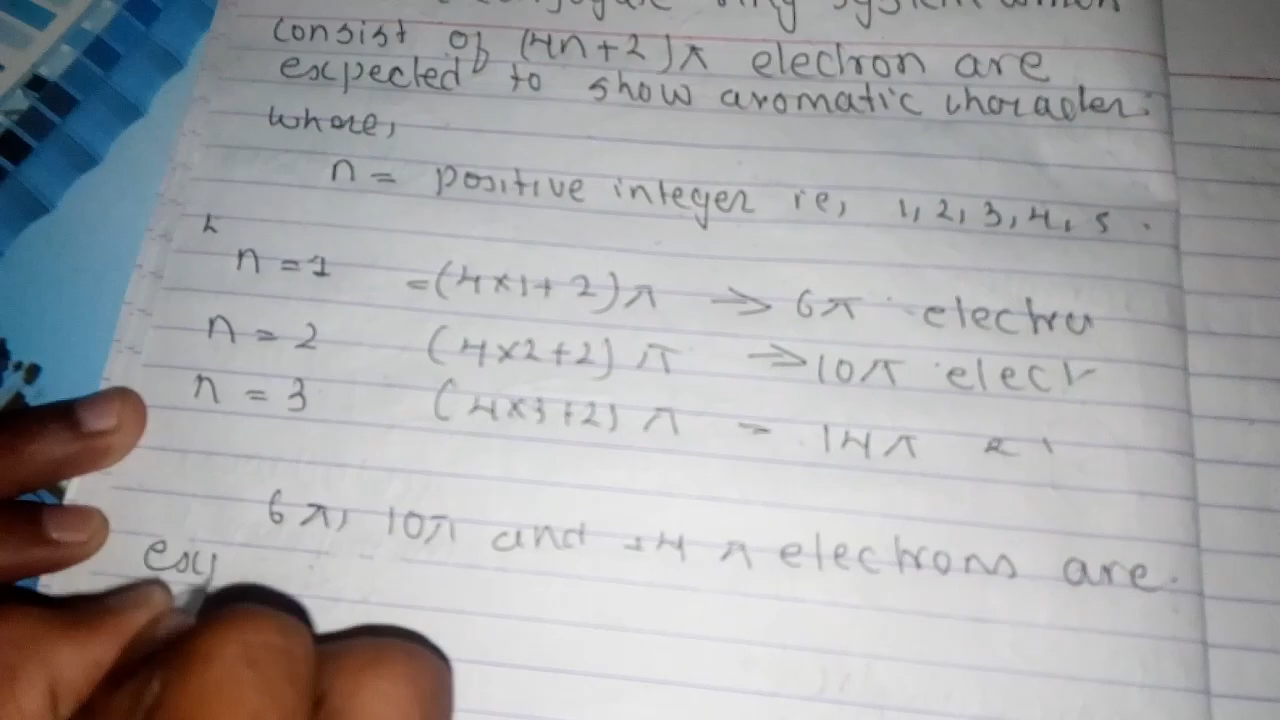 system
consist of (4n+2)π electron are
expected to show aromatic character.
where,
n = positive integer ie, 1, 2, 3, 4, 5.
n = 1 =(4×1+2)π → 6π electro
n = 2 (4×2+2)π → 10π elect
n = 3 (4×3+2)π = 14π
6π, 10π and 14 π electrons are.
exp